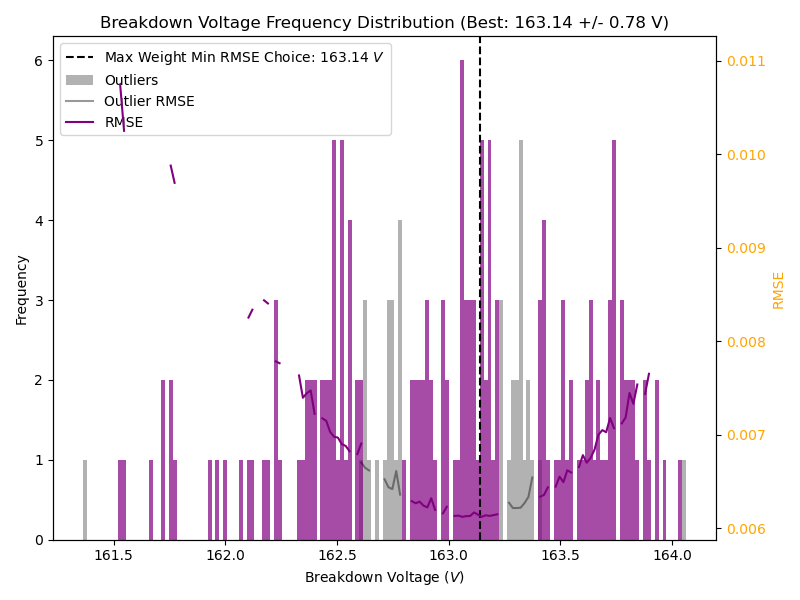 Breakdown Voltage Frequency Distribution (Best: 163.14 +/- 0.78 V)
Max Weight Min RMSE Choice: 163.14 V
Outliers
Outlier RMSE
RMSE
Frequency
6
5
4
3
2
1
0
0.011
0.010
0.009
0.008
0.007
0.006
RMSE
161.5 162.0 162.5 163.0 163.5 164.0
Breakdown Voltage (V)